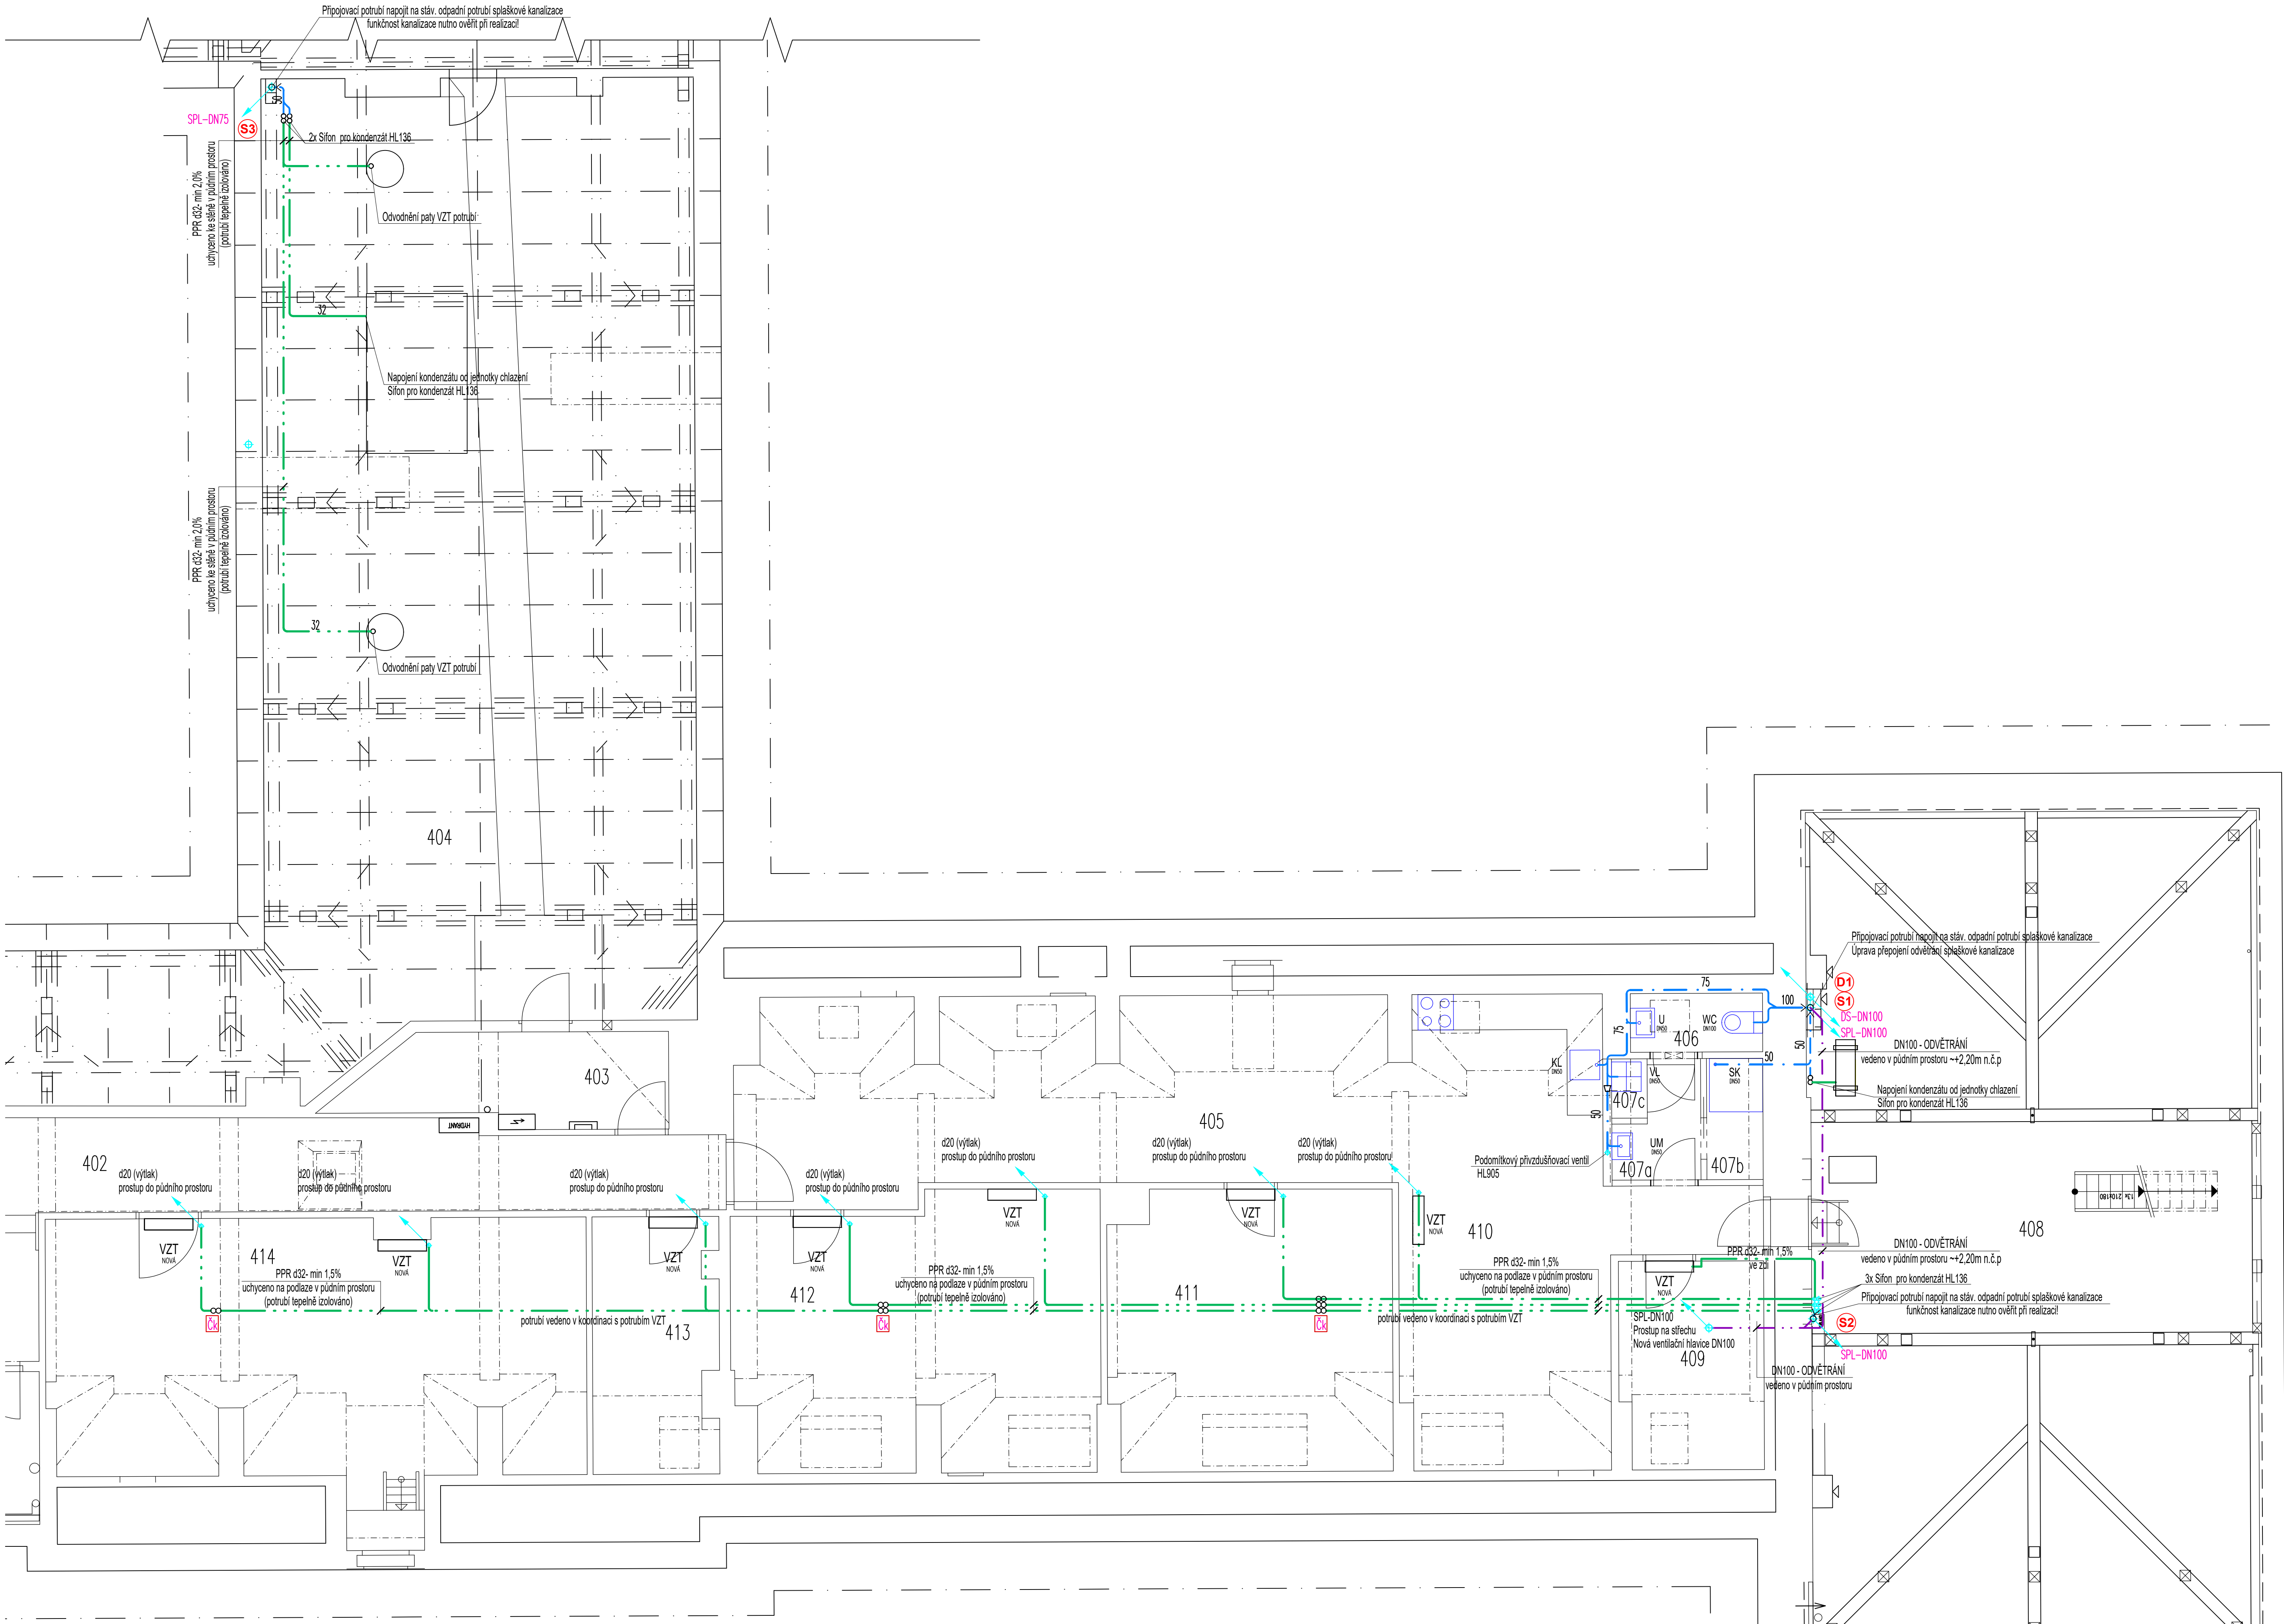 Připojovací potrubí napojit na stáv. odpadní potrubí splaškové kanalizace
funkčnost kanalizace nutno ověřit při realizaci!
50
SPL-DN75
S3
2x Sifon pro kondenzát HL136
PPR d32- min 2,0%
uchyceno ke stěně v půdním prostoru
(potrubí tepelně izolováno)
Odvodnění paty VZT potrubí
32
Napojení kondenzátu od jednotky chlazení
Sifon pro kondenzát HL136
PPR d32- min 2,0%
uchyceno ke stěně v půdním prostoru
(potrubí tepelně izolováno)
32
Odvodnění paty VZT potrubí
404
Připojovací potrubí napojit na stáv. odpadní potrubí splaškové kanalizace
Úprava přepojení odvětrání splaškové kanalizace
D1
S1
DS-DN100
SPL-DN100
75
100
75
U
DN50
WC
DN100
406
50
50
DN100 - ODVĚTRÁNÍ
vedeno v půdním prostoru ~+2,20m n.č.p
Napojení kondenzátu od jednotky chlazení
Sifon pro kondenzát HL136
KL
DN50
VL
DN50
SK
DN50
407c
50
403
HYDRANT
405
402
UM
DN50
407a
407b
Podomítkový přivzdušňovací ventil
HL905
d20 (výtlak)
prostup do půdního prostoru
d20 (výtlak)
prostup do půdního prostoru
d20 (výtlak)
prostup do půdního prostoru
d20 (výtlak)
prostup do půdního prostoru
d20 (výtlak)
prostup do půdního prostoru
d20 (výtlak)
prostup do půdního prostoru
d20 (výtlak)
prostup do půdního prostoru
13x 210x180
408
VZT
NOVÁ
414
VZT
NOVÁ
VZT
NOVÁ
VZT
NOVÁ
VZT
NOVÁ
VZT
NOVÁ
VZT
NOVÁ
410
VZT
NOVÁ
PPR d32- min 1,5%
ve zdi
DN100 - ODVĚTRÁNÍ
vedeno v půdním prostoru ~+2,20m n.č.p
3x Sifon pro kondenzát HL136
Připojovací potrubí napojit na stáv. odpadní potrubí splaškové kanalizace
funkčnost kanalizace nutno ověřit při realizaci!
PPR d32- min 1,5%
uchyceno na podlaze v půdním prostoru
(potrubí tepelně izolováno)
412
PPR d32- min 1,5%
uchyceno na podlaze v půdním prostoru
(potrubí tepelně izolováno)
411
PPR d32- min 1,5%
uchyceno na podlaze v půdním prostoru
(potrubí tepelně izolováno)
Čk
potrubí vedeno v koordinaci s potrubím VZT
413
Čk
Čk
potrubí vedeno v koordinaci s potrubím VZT
SPL-DN100
Prostup na střechu
Nová ventilační hlavice DN100
409
S2
SPL-DN100
DN100 - ODVĚTRÁNÍ
vedeno v půdním prostoru